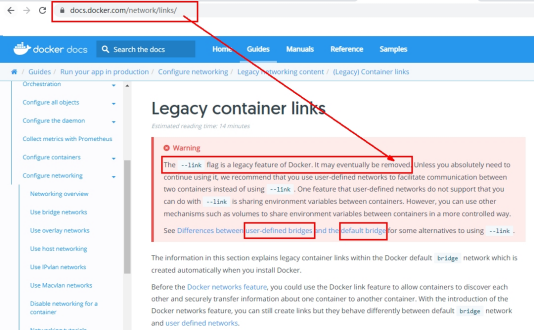 docs.docker.com/network/links/
docker docs
Search the docs
Home Guides Manuals Reference Samples
/ Guides / Run your app in production / Configure networking / Legacy networking content / (Legacy) Container links
Orchestration
Configure all objects
Configure the daemon
Collect metrics with Prometheus
Configure containers
Configure networking
Networking overview
Use bridge networks
Use overlay networks
Use host networking
Use IPvlan networks
Use Macvlan networks
Disable networking for a
container
Legacy container links
Estimated reading time: 14 minutes
Warning
The --link flag is a legacy feature of Docker. It may eventually be removed. Unless you absolutely need to
continue using it, we recommend that you use user-defined networks to facilitate communication between
two containers instead of using --link . One feature that user-defined networks do not support that you
can do with --link is sharing environment variables between containers. However, you can use other
mechanisms such as volumes to share environment variables between containers in a more controlled way.
See Differences between user-defined bridges and the default bridge for some alternatives to using --link .
The information in this section explains legacy container links within the Docker default bridge network which is
created automatically when you install Docker.
Before the Docker networks feature, you could use the Docker link feature to allow containers to discover each
other and securely transfer information about one container to another container. With the introduction of the
Docker networks feature, you can still create links but they behave differently between default bridge network
and user defined networks.